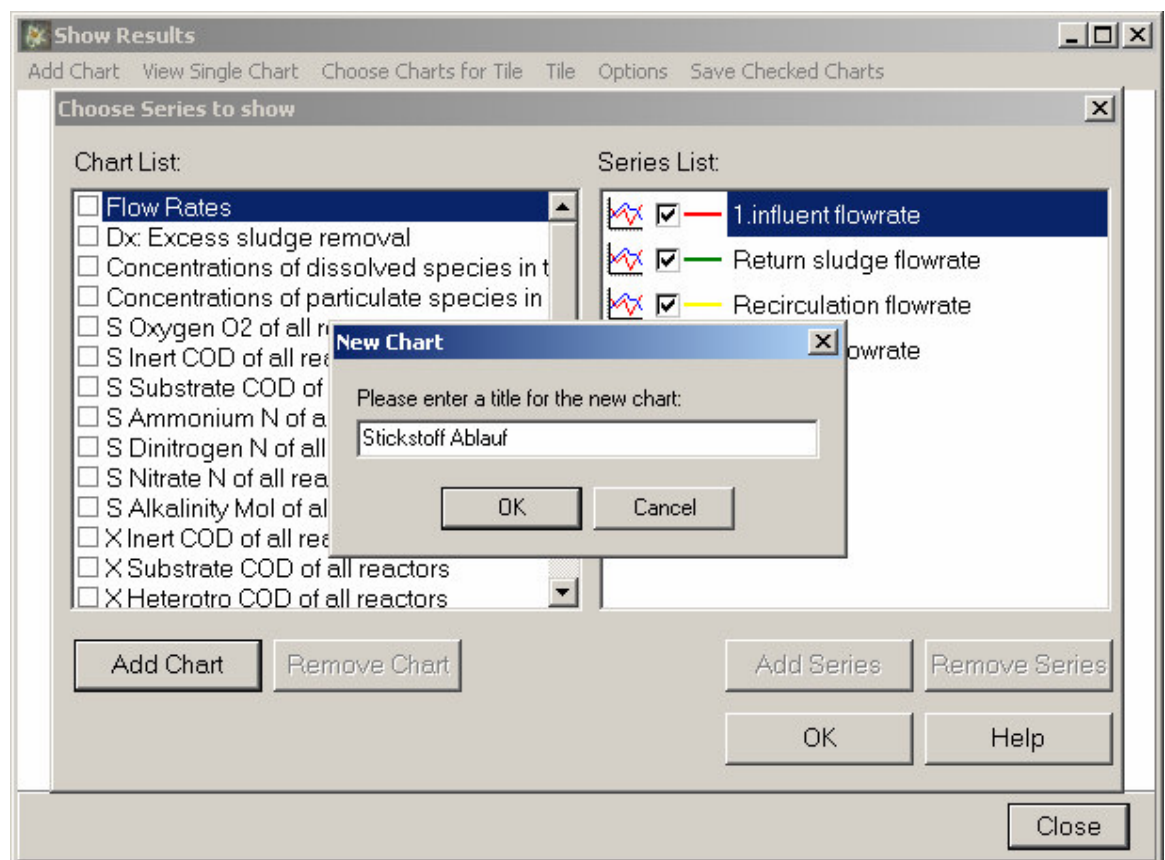 Show Results
Add Chart View Single Chart Choose Charts for Tile Tile Options Save Checked Charts
Choose Series to show
Chart List:
Flow Rates
Dx: Excess sludge removal
Concentrations of dissolved species in t
Concentrations of particulate species in
S Oxygen O2 of all r
S Inert COD of all rea
S Substrate COD of
S Ammonium N of a
S Dinitrogen N of all
S Nitrate N of all rea
S Alkalinity Mol of al
X Inert COD of all rea
X Substrate COD of all reactors
X Heterotro COD of all reactors
Series List:
1.influent flowrate
Return sludge flowrate
Recirculation flowrate
owrate
New Chart
Please enter a title for the new chart:
Stickstoff Ablauf
OK Cancel
Add Chart Remove Chart Add Series Remove Series
OK Help
Close